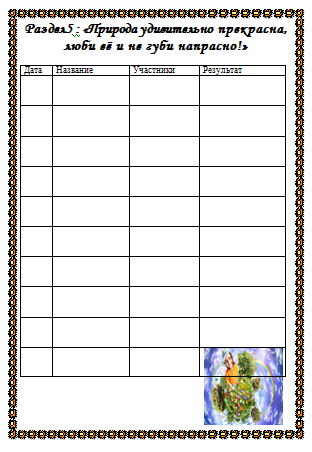 Раздел5 : «Природа удивительно прекрасна,
люби её и не губи напрасно!»
Дата Название Участники Результат